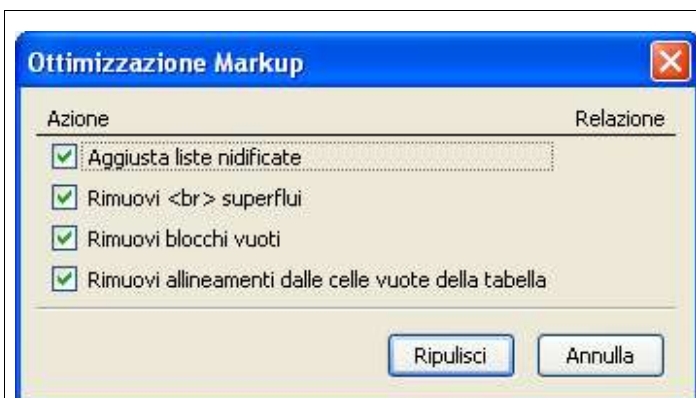 Ottimizzazione Markup
Azione Relazione
Aggiusta liste nidificate
Rimuovi <br> superflui
Rimuovi blocchi vuoti
Rimuovi allineamenti dalle celle vuote della tabella
Ripulisci Annulla